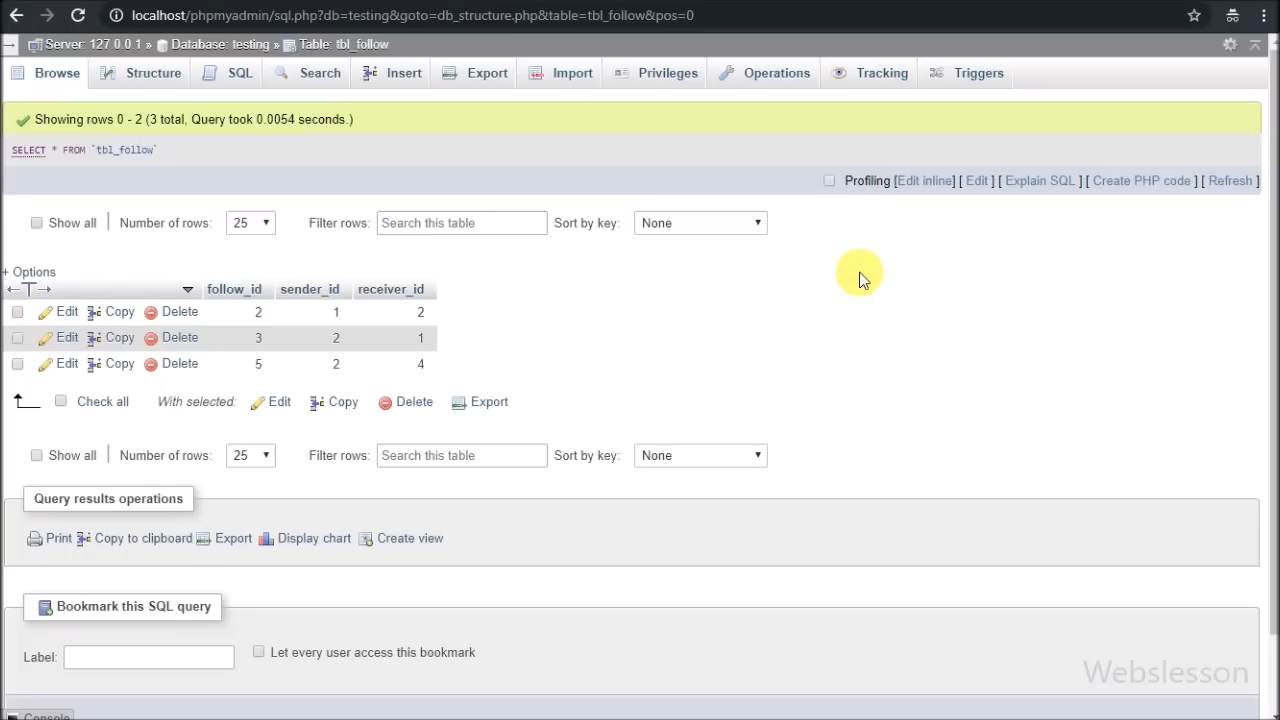 localhost/phpmyadmin/sql.php?db=testing&goto=db_structure.php&table=tbl_follow&pos=0
Server: 127.0.0.1 » Database: testing » Table: tbl_follow
Browse Structure SQL Search Insert Export Import Privileges Operations Tracking Triggers
Showing rows 0 - 2 (3 total, Query took 0.0054 seconds.)
SELECT * FROM `tbl_follow`
Profiling [Edit inline] [ Edit ] [ Explain SQL ] [ Create PHP code ] [ Refresh ]
Show all | Number of rows: 25 Filter rows: Search this table Sort by key: None
+ Options
←T→ follow_id sender_id receiver_id
Edit Copy Delete 2 1 2
Edit Copy Delete 3 2 1
Edit Copy Delete 5 2 4
Check all With selected: Edit Copy Delete Export
Show all | Number of rows: 25 Filter rows: Search this table Sort by key: None
Query results operations
Print Copy to clipboard Export Display chart Create view
Bookmark this SQL query
Label: Let every user access this bookmark
Webslesson
Console